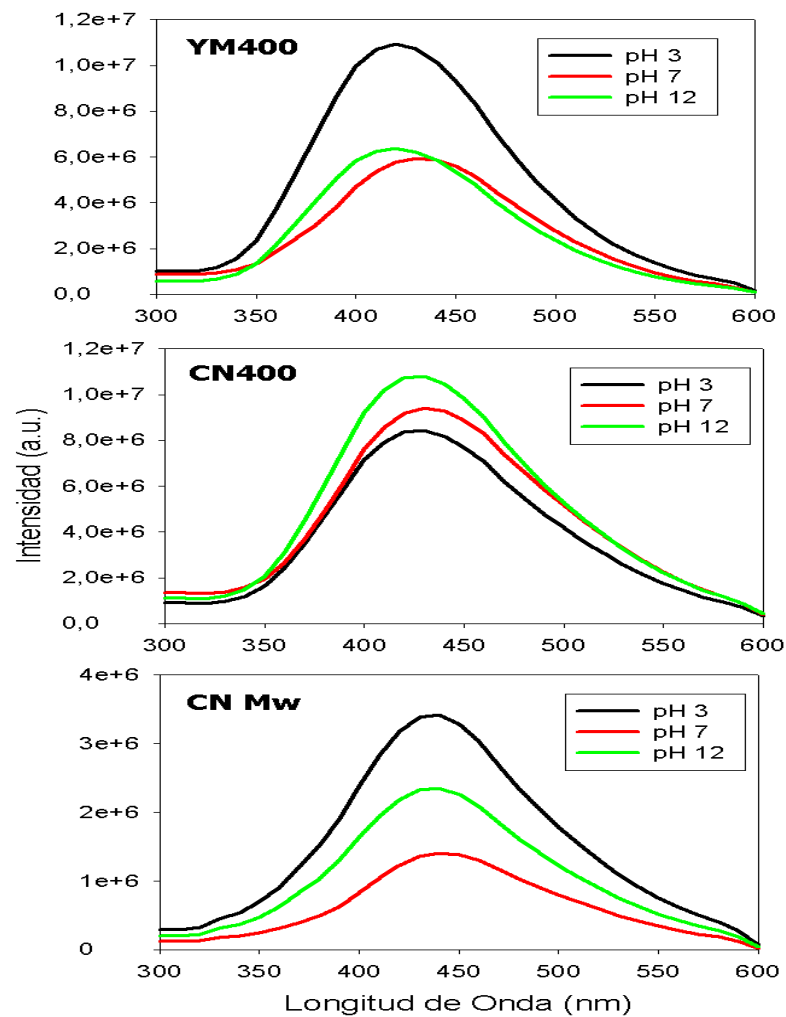 1,2e+7
YM400
1,0e+7
8,0e+6
6,0e+6
4,0e+6
2,0e+6
0,0
pH 3
pH 7
pH 12
300 350 400 450 500 550 600
1,2e+7
CN400
1,0e+7
8,0e+6
6,0e+6
4,0e+6
2,0e+6
0,0
pH 3
pH 7
pH 12
300 350 400 450 500 550 600
Intensidad (a.u.)
4e+6
CN Mw
3e+6
2e+6
1e+6
0
pH 3
pH 7
pH 12
300 350 400 450 500 550 600
Longitud de Onda (nm)